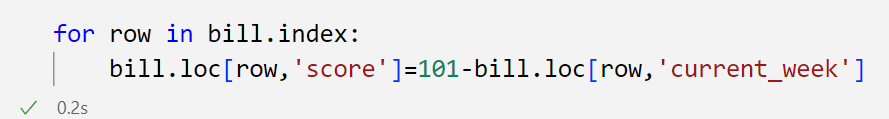 for row in bill.index:
    bill.loc[row,'score']=101-bill.loc[row,'current_week']
0.2s